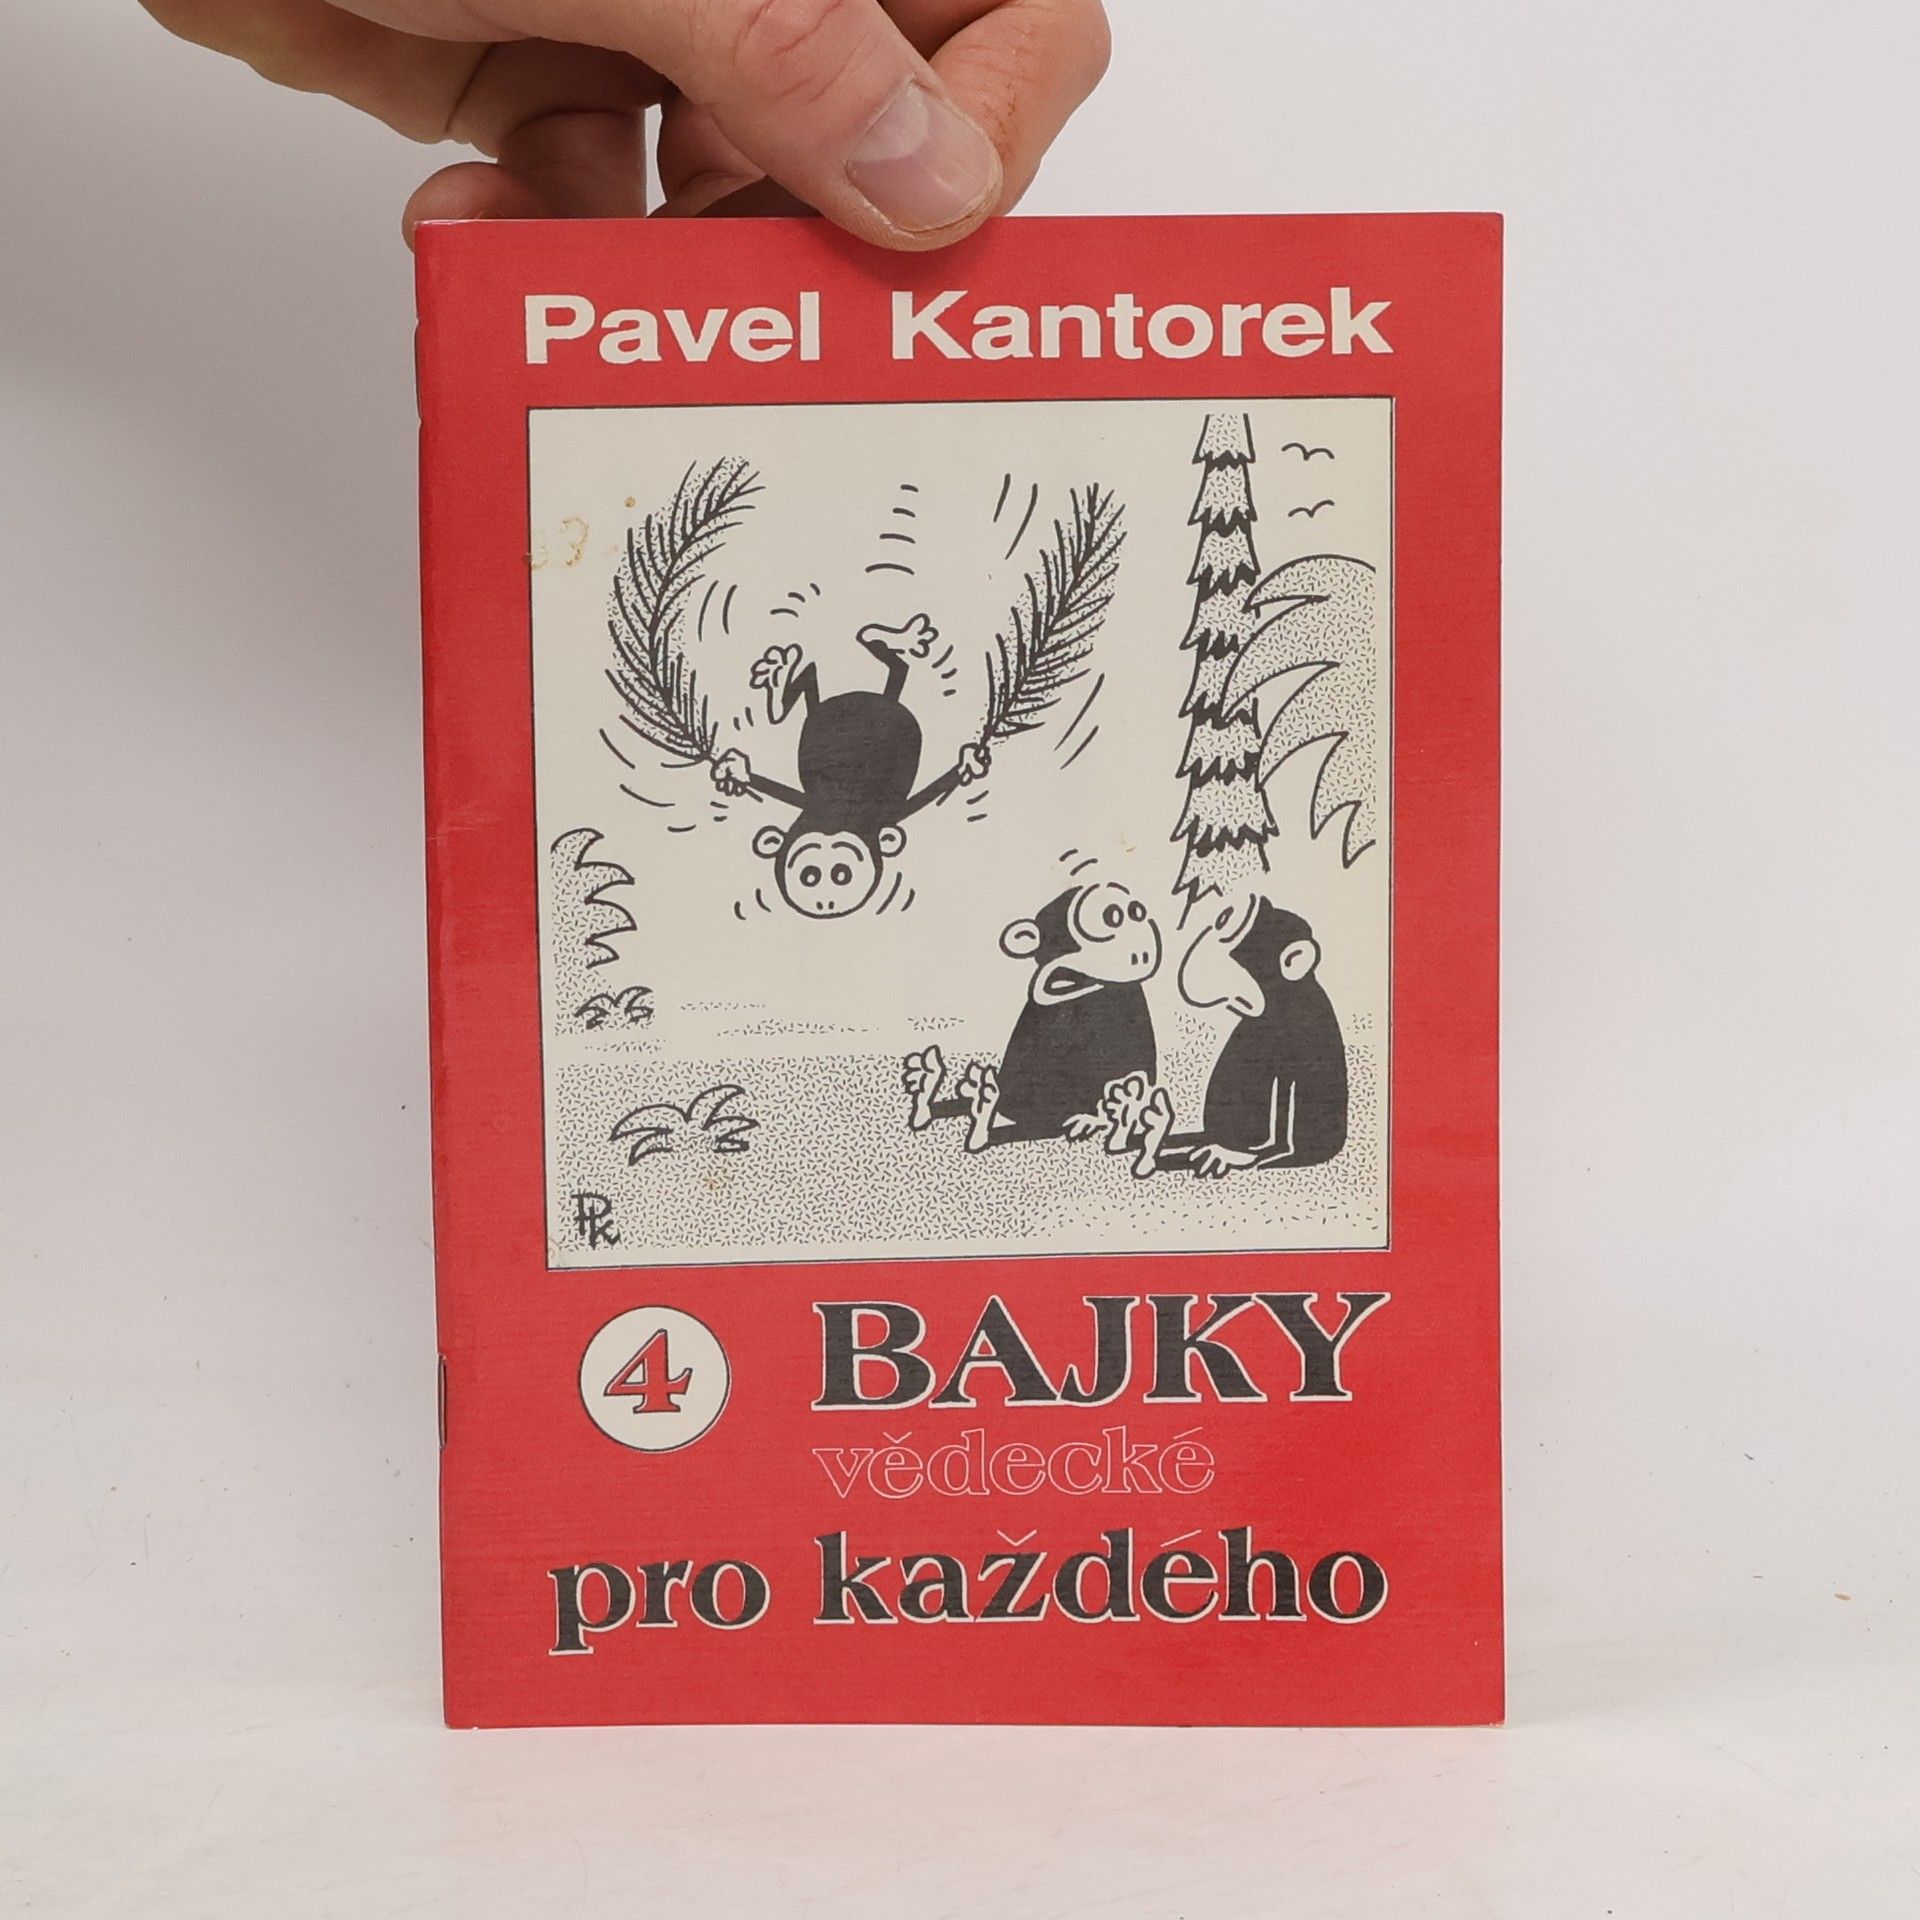 Pavel Kantorek
Pk
4 BAJKY
vědecké
pro každého